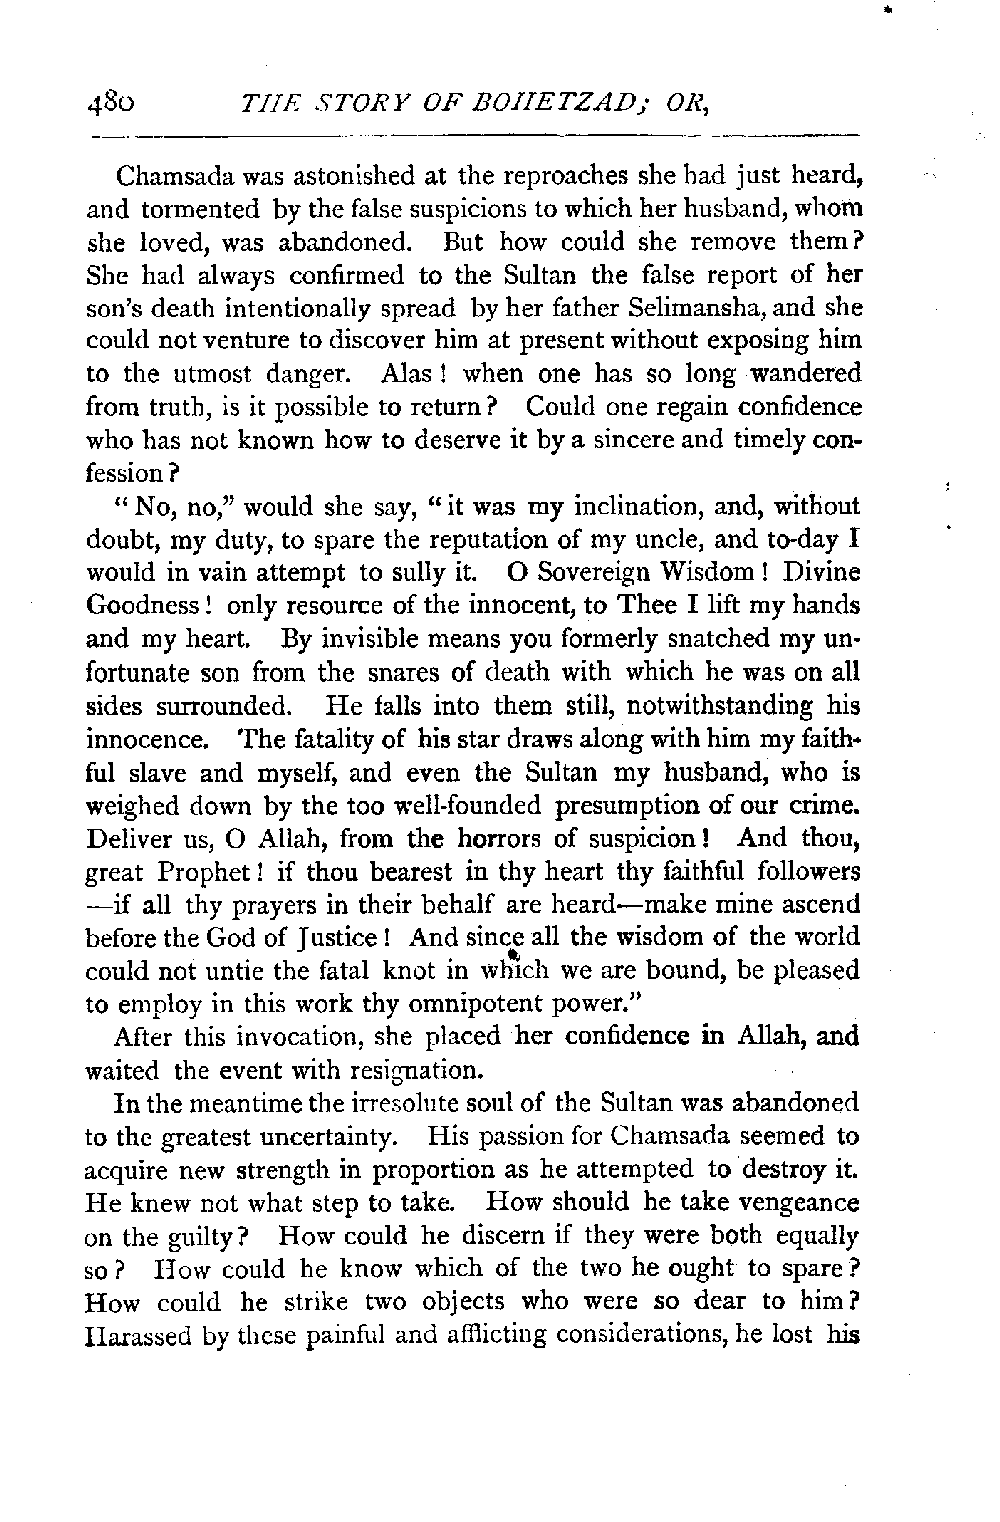 480 THE STORY OF BOHETZAD; OR,
Chamsada was astonished at the reproaches she had just heard,
and tormented by the false suspicions to which her husband, whom
she loved, was abandoned. But how could she remove them?
She had always confirmed to the Sultan the false report of her
son's death intentionally spread by her father Selimansha, and she
could not venture to discover him at present without exposing him
to the utmost danger. Alas! when one has so long wandered
from truth, is it possible to return? Could one regain confidence
who has not known how to deserve it by a sincere and timely con-
fession?
"No, no," would she say, "it was my inclination, and, without
doubt, my duty, to spare the reputation of my uncle, and to-day I
would in vain attempt to sully it. O Sovereign Wisdom! Divine
Goodness! only resource of the innocent, to Thee I lift my hands
and my heart. By invisible means you formerly snatched my un-
fortunate son from the snares of death with which he was on all
sides surrounded. He falls into them still, notwithstanding his
innocence. The fatality of his star draws along with him my faith-
ful slave and myself, and even the Sultan my husband, who is
weighed down by the too well-founded presumption of our crime.
Deliver us, O Allah, from the horrors of suspicion! And thou,
great Prophet! if thou bearest in thy heart thy faithful followers
—if all thy prayers in their behalf are heard—make mine ascend
before the God of Justice! And since all the wisdom of the world
could not untie the fatal knot in which we are bound, be pleased
to employ in this work thy omnipotent power."
After this invocation, she placed her confidence in Allah, and
waited the event with resignation.
In the meantime the irresolute soul of the Sultan was abandoned
to the greatest uncertainty. His passion for Chamsada seemed to
acquire new strength in proportion as he attempted to destroy it.
He knew not what step to take. How should he take vengeance
on the guilty? How could he discern if they were both equally
so? How could he know which of the two he ought to spare?
How could he strike two objects who were so dear to him?
Harassed by these painful and afflicting considerations, he lost his